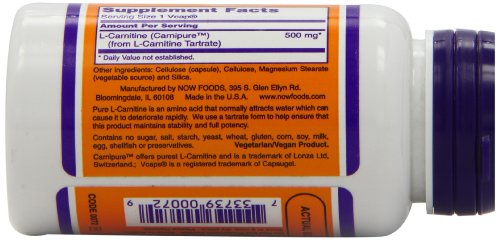 Supplement Facts
Serving Size 1 Vcap®
Amount Per Serving
L-Carnitine (Carnipure™) 500 mg*
(from L-Carnitine Tartrate)
* Daily Value not established.
Other ingredients: Cellulose (capsule), Cellulose, Magnesium Stearate
(vegetable source) and Silica.
Manufactured by NOW FOODS, 395 S. Glen Ellyn Rd.
Bloomingdale, IL 60108 Made in the U.S.A. www.nowfoods.com
Pure L-Carnitine is an amino acid that normally attracts water which can
cause it to deteriorate rapidly. We use a tartrate form to help ensure that
this product maintains stability and full potency.
Contains no sugar, salt, starch, yeast, wheat, gluten, corn, soy, milk,
egg, shellfish or preservatives. Vegetarian/Vegan Product.
Carnipure™ offers purest L-Carnitine and is a trademark of Lonza Ltd,
Switzerland.; Vcaps® is a registered trademark of Capsugel.
CODE 0072
7 33739 00072 9
ACTUAL